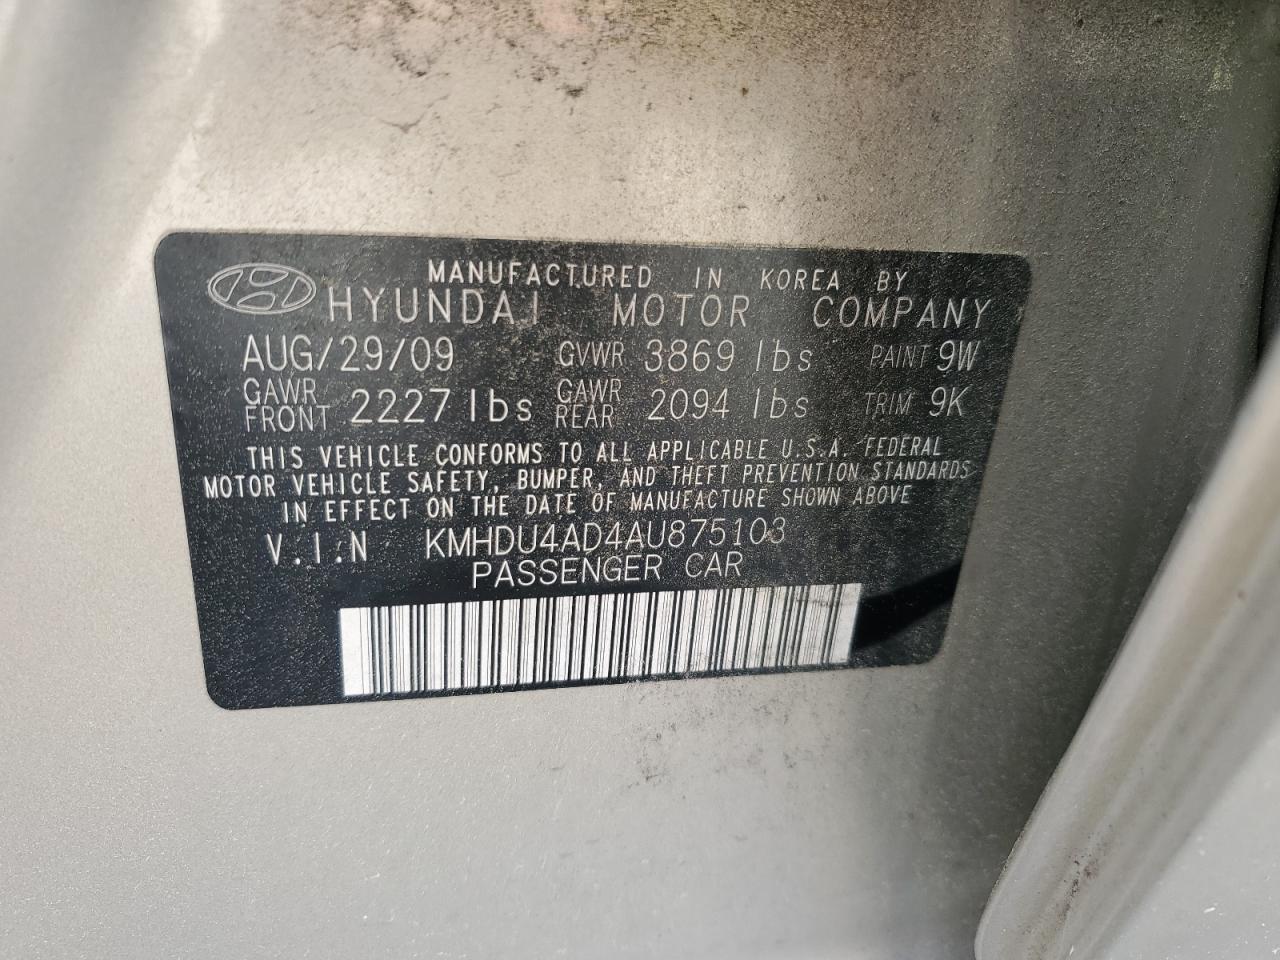 MANUFACTURED IN KOREA BY
HYUNDAI MOTOR COMPANY
AUG/29/09 GVWR 3869 lbs PAINT 9W
GAWR FRONT 2227 lbs GAWR REAR 2094 lbs TRIM 9K
THIS VEHICLE CONFORMS TO ALL APPLICABLE U.S.A. FEDERAL
MOTOR VEHICLE SAFETY, BUMPER, AND THEFT PREVENTION STANDARDS
IN EFFECT ON THE DATE OF MANUFACTURE SHOWN ABOVE
V.I.N KMHDU4AD4AU875103
PASSENGER CAR